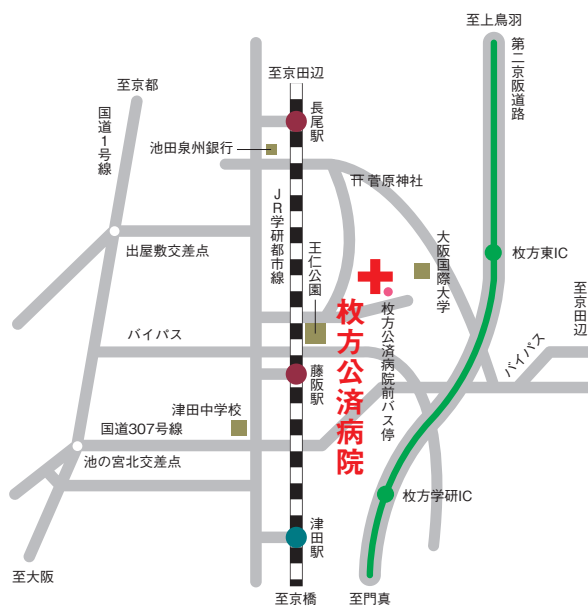 至上鳥羽
第二京阪道路
至京田辺
至京都
国道1号線
長尾駅
池田泉州銀行
菅原神社
JR学研都市線
王仁公園
大阪国際大学
枚方東IC
出屋敷交差点
至京田辺
枚方公済病院
枚方公済病院前バス停
バイパス
バイパス
藤阪駅
津田中学校
国道307号線
池の宮北交差点
枚方学研IC
津田駅
至大阪
至京橋
至門真